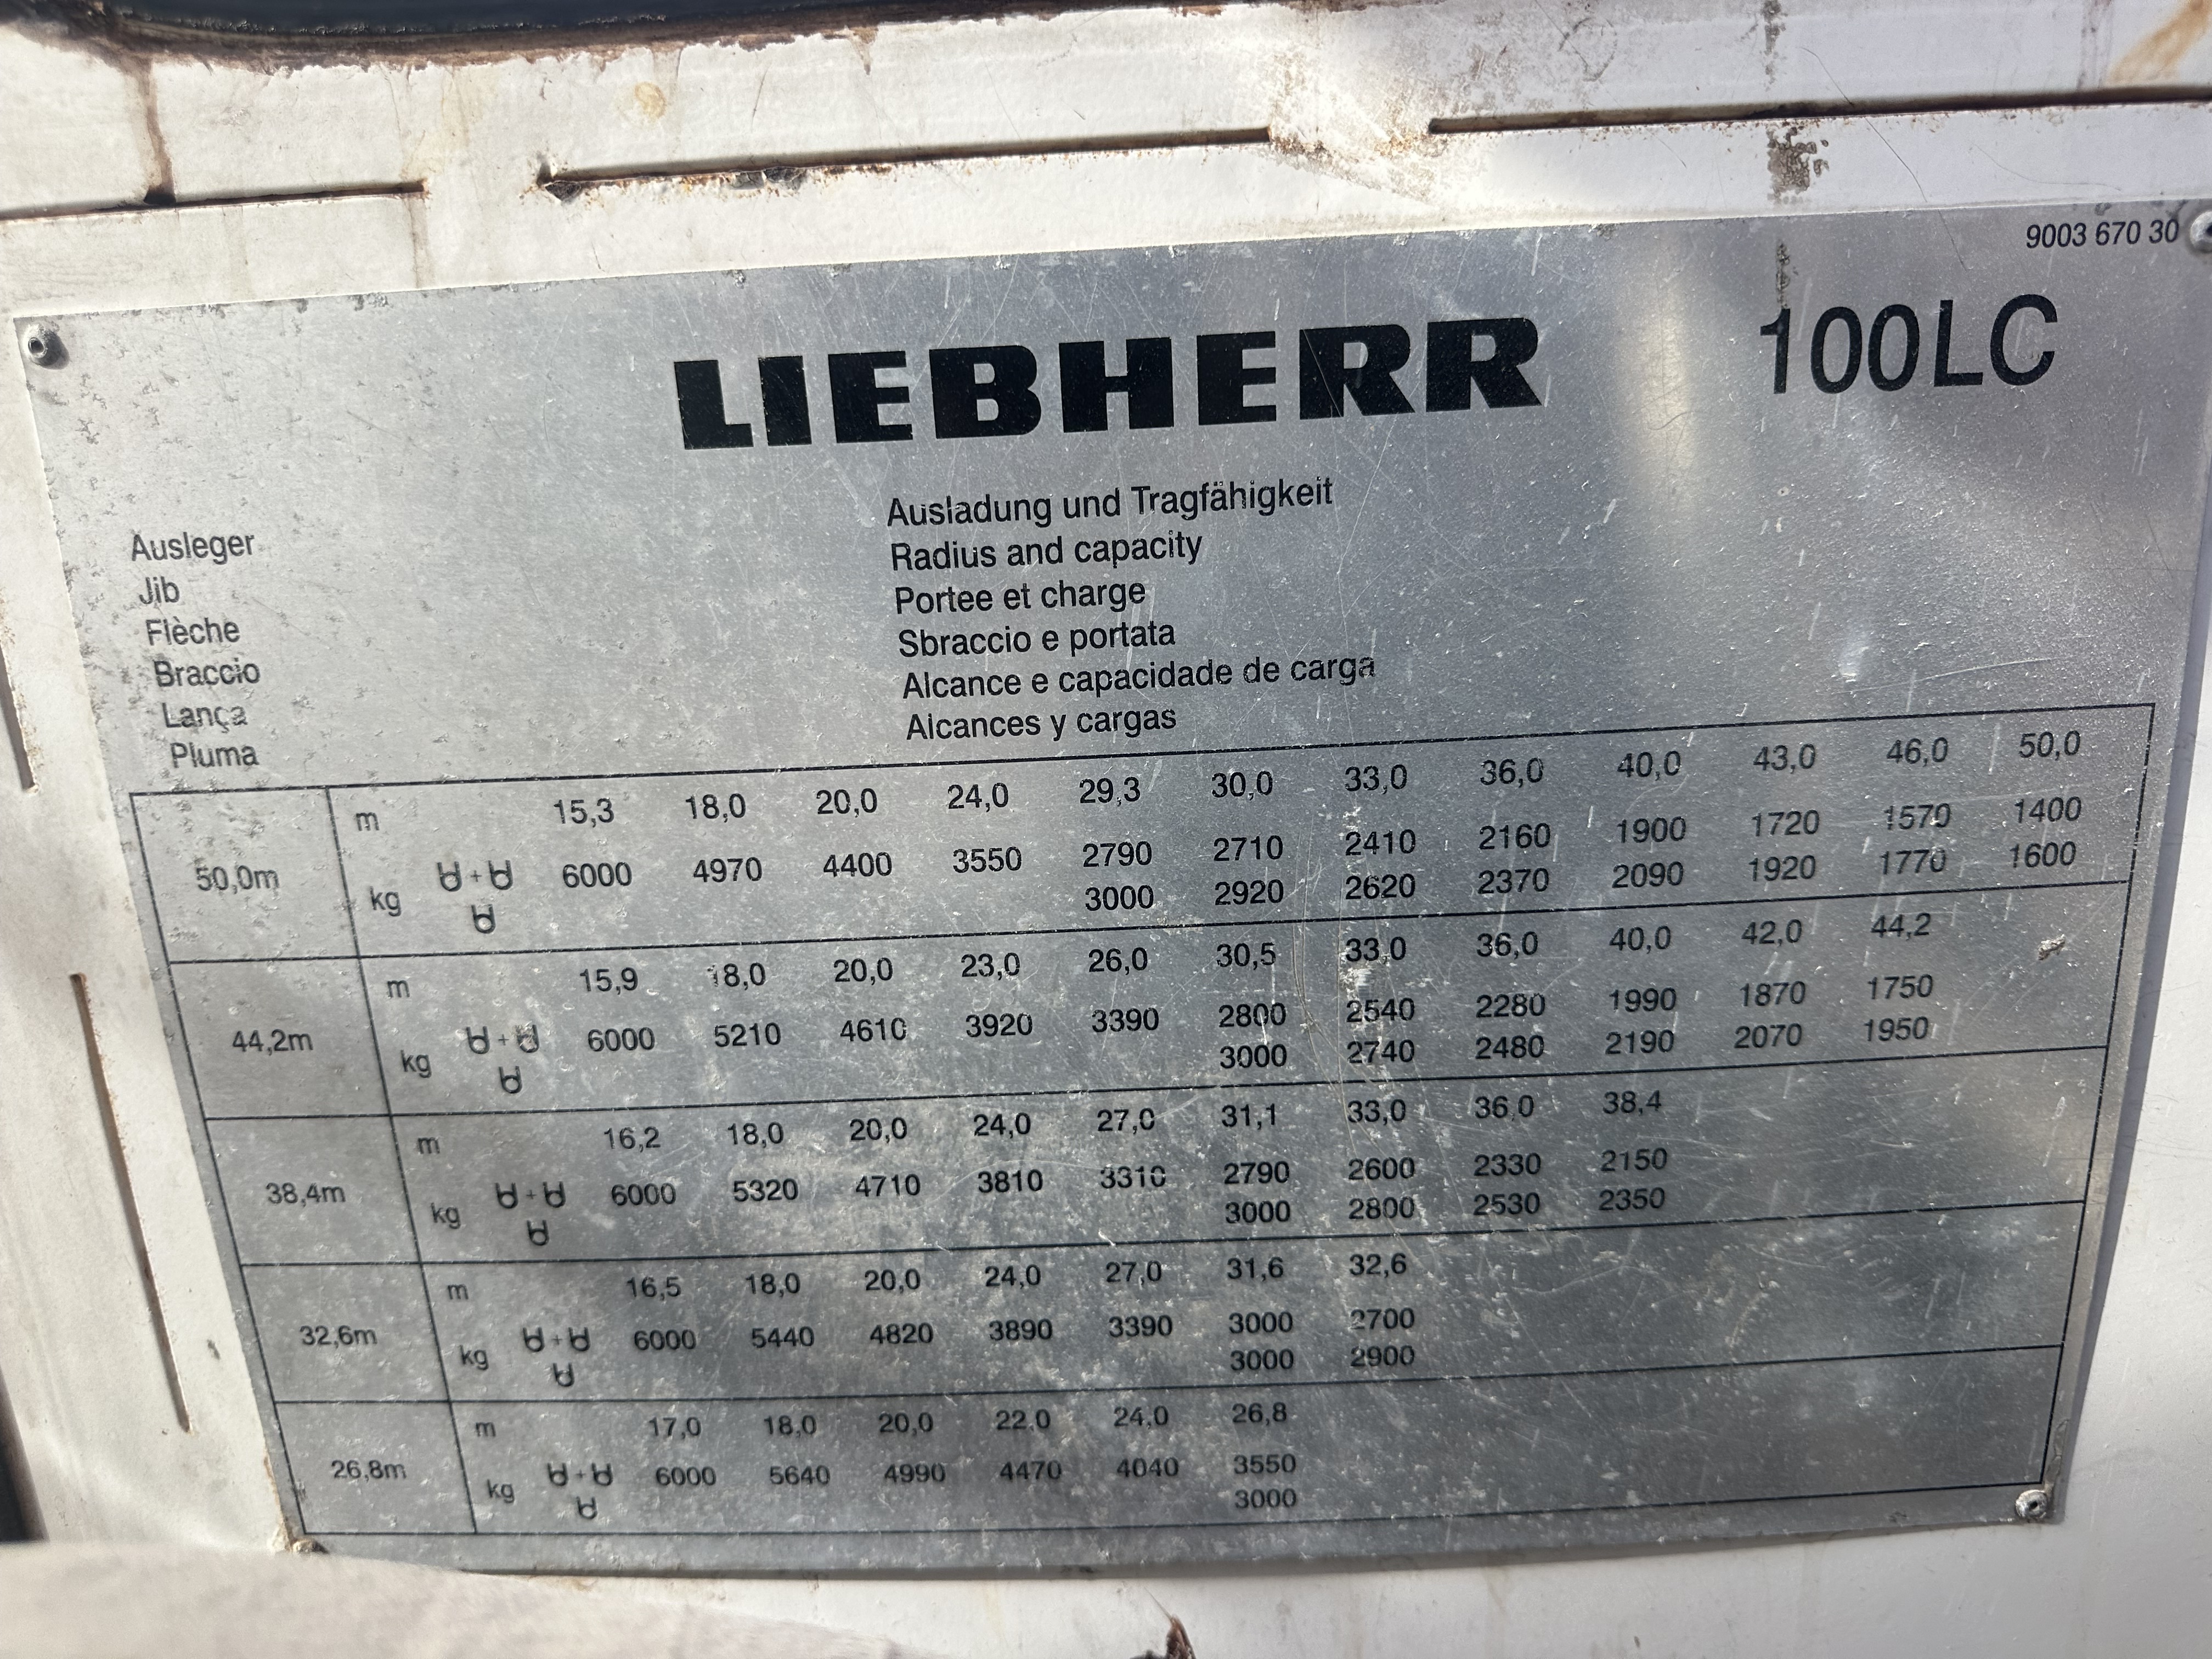 9003 670 30
LIEBHERR 100LC
Ausladung und Tragfähigkeit
Radius and capacity
Portee et charge
Sbraccio e portata
Alcance e capacidade de carga
Alcances y cargas
Ausleger
Jib
Flèche
Braccio
Lança
Pluma
50,0m
m 15,3 18,0 20,0 24,0 29,3 30,0 33,0 36,0 40,0 43,0 46,0 50,0
kg + 6000 4970 4400 3550 2790 2710 2410 2160 1900 1720 1570 1400
3000 2920 2620 2370 2090 1920 1770 1600
44,2m
m 15,9 18,0 20,0 23,0 26,0 30,5 33,0 36,0 40,0 42,0 44,2
kg + 6000 5210 4610 3920 3390 2800 2540 2280 1990 1870 1750
3000 2740 2480 2190 2070 1950
38,4m
m 16,2 18,0 20,0 24,0 27,0 31,1 33,0 36,0 38,4
kg + 6000 5320 4710 3810 3310 2790 2600 2330 2150
3000 2800 2530 2350
32,6m
m 16,5 18,0 20,0 24,0 27,0 31,6 32,6
kg + 6000 5440 4820 3890 3390 3000 2700
3000 2900
26,8m
m 17,0 18,0 20,0 22,0 24,0 26,8
kg + 6000 5640 4990 4470 4040 3550
3000